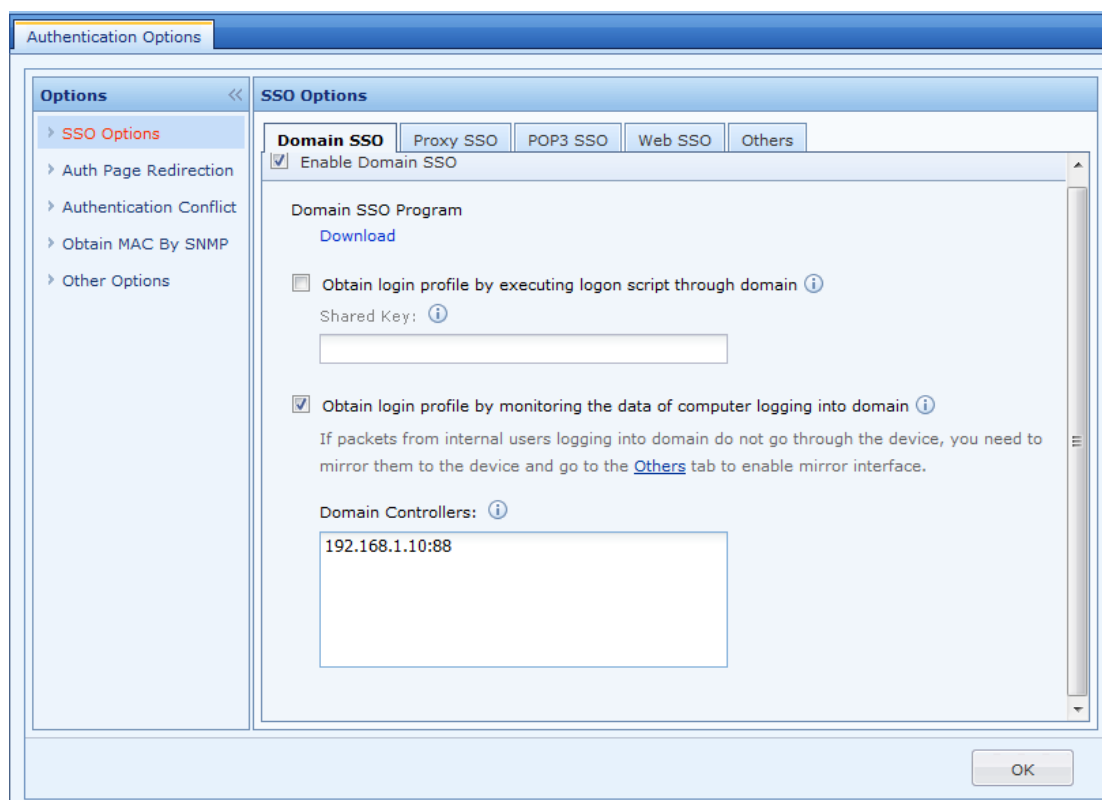 Authentication Options
Options
SSO Options
Auth Page Redirection
Authentication Conflict
Obtain MAC By SNMP
Other Options
SSO Options
Domain SSO
Proxy SSO
POP3 SSO
Web SSO
Others
Enable Domain SSO
Domain SSO Program
Download
Obtain login profile by executing logon script through domain
Shared Key:
Obtain login profile by monitoring the data of computer logging into domain
If packets from internal users logging into domain do not go through the device, you need to
mirror them to the device and go to the Others tab to enable mirror interface.
Domain Controllers:
192.168.1.10:88
OK